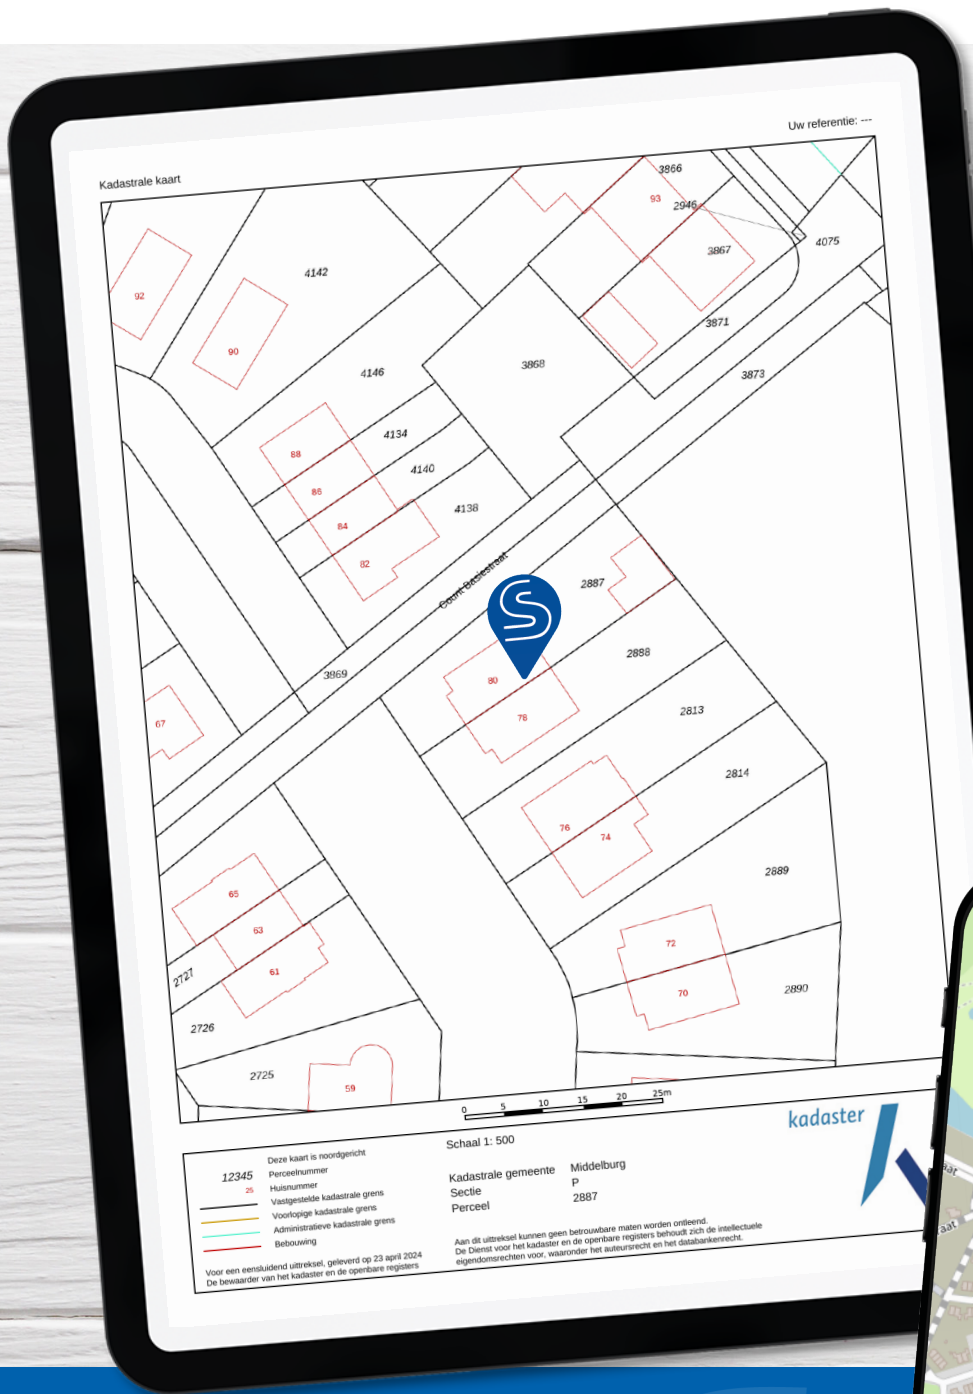 Uw referentie: ---
Kadastrale kaart
3866
93
2946
3867
4075
92
4142
90
3871
3868
3873
4146
4134
88
4140
86
4138
84
82
Count Basiestraat
2887
2888
3869
80
78
67
2813
2814
76
74
2889
65
63
61
72
70
2890
2727
2726
2725
59
0 5 10 15 20 25m
Schaal 1: 500
kadaster
Deze kaart is noordgericht
12345 Perceelnummer
25 Huisnummer
Vastgestelde kadastrale grens
Voorlopige kadastrale grens
Administratieve kadastrale grens
Bebouwing
Voor een eensluidend uittreksel, geleverd op 23 april 2024
De bewaarder van het kadaster en de openbare registers
Kadastrale gemeente Middelburg
Sectie P
Perceel 2887
Aan dit uittreksel kunnen geen betrouwbare maten worden ontleend.
De Dienst voor het kadaster en de openbare registers behoudt zich de intellectuele
eigendomsrechten voor, waaronder het auteursrecht en het databankenrecht.